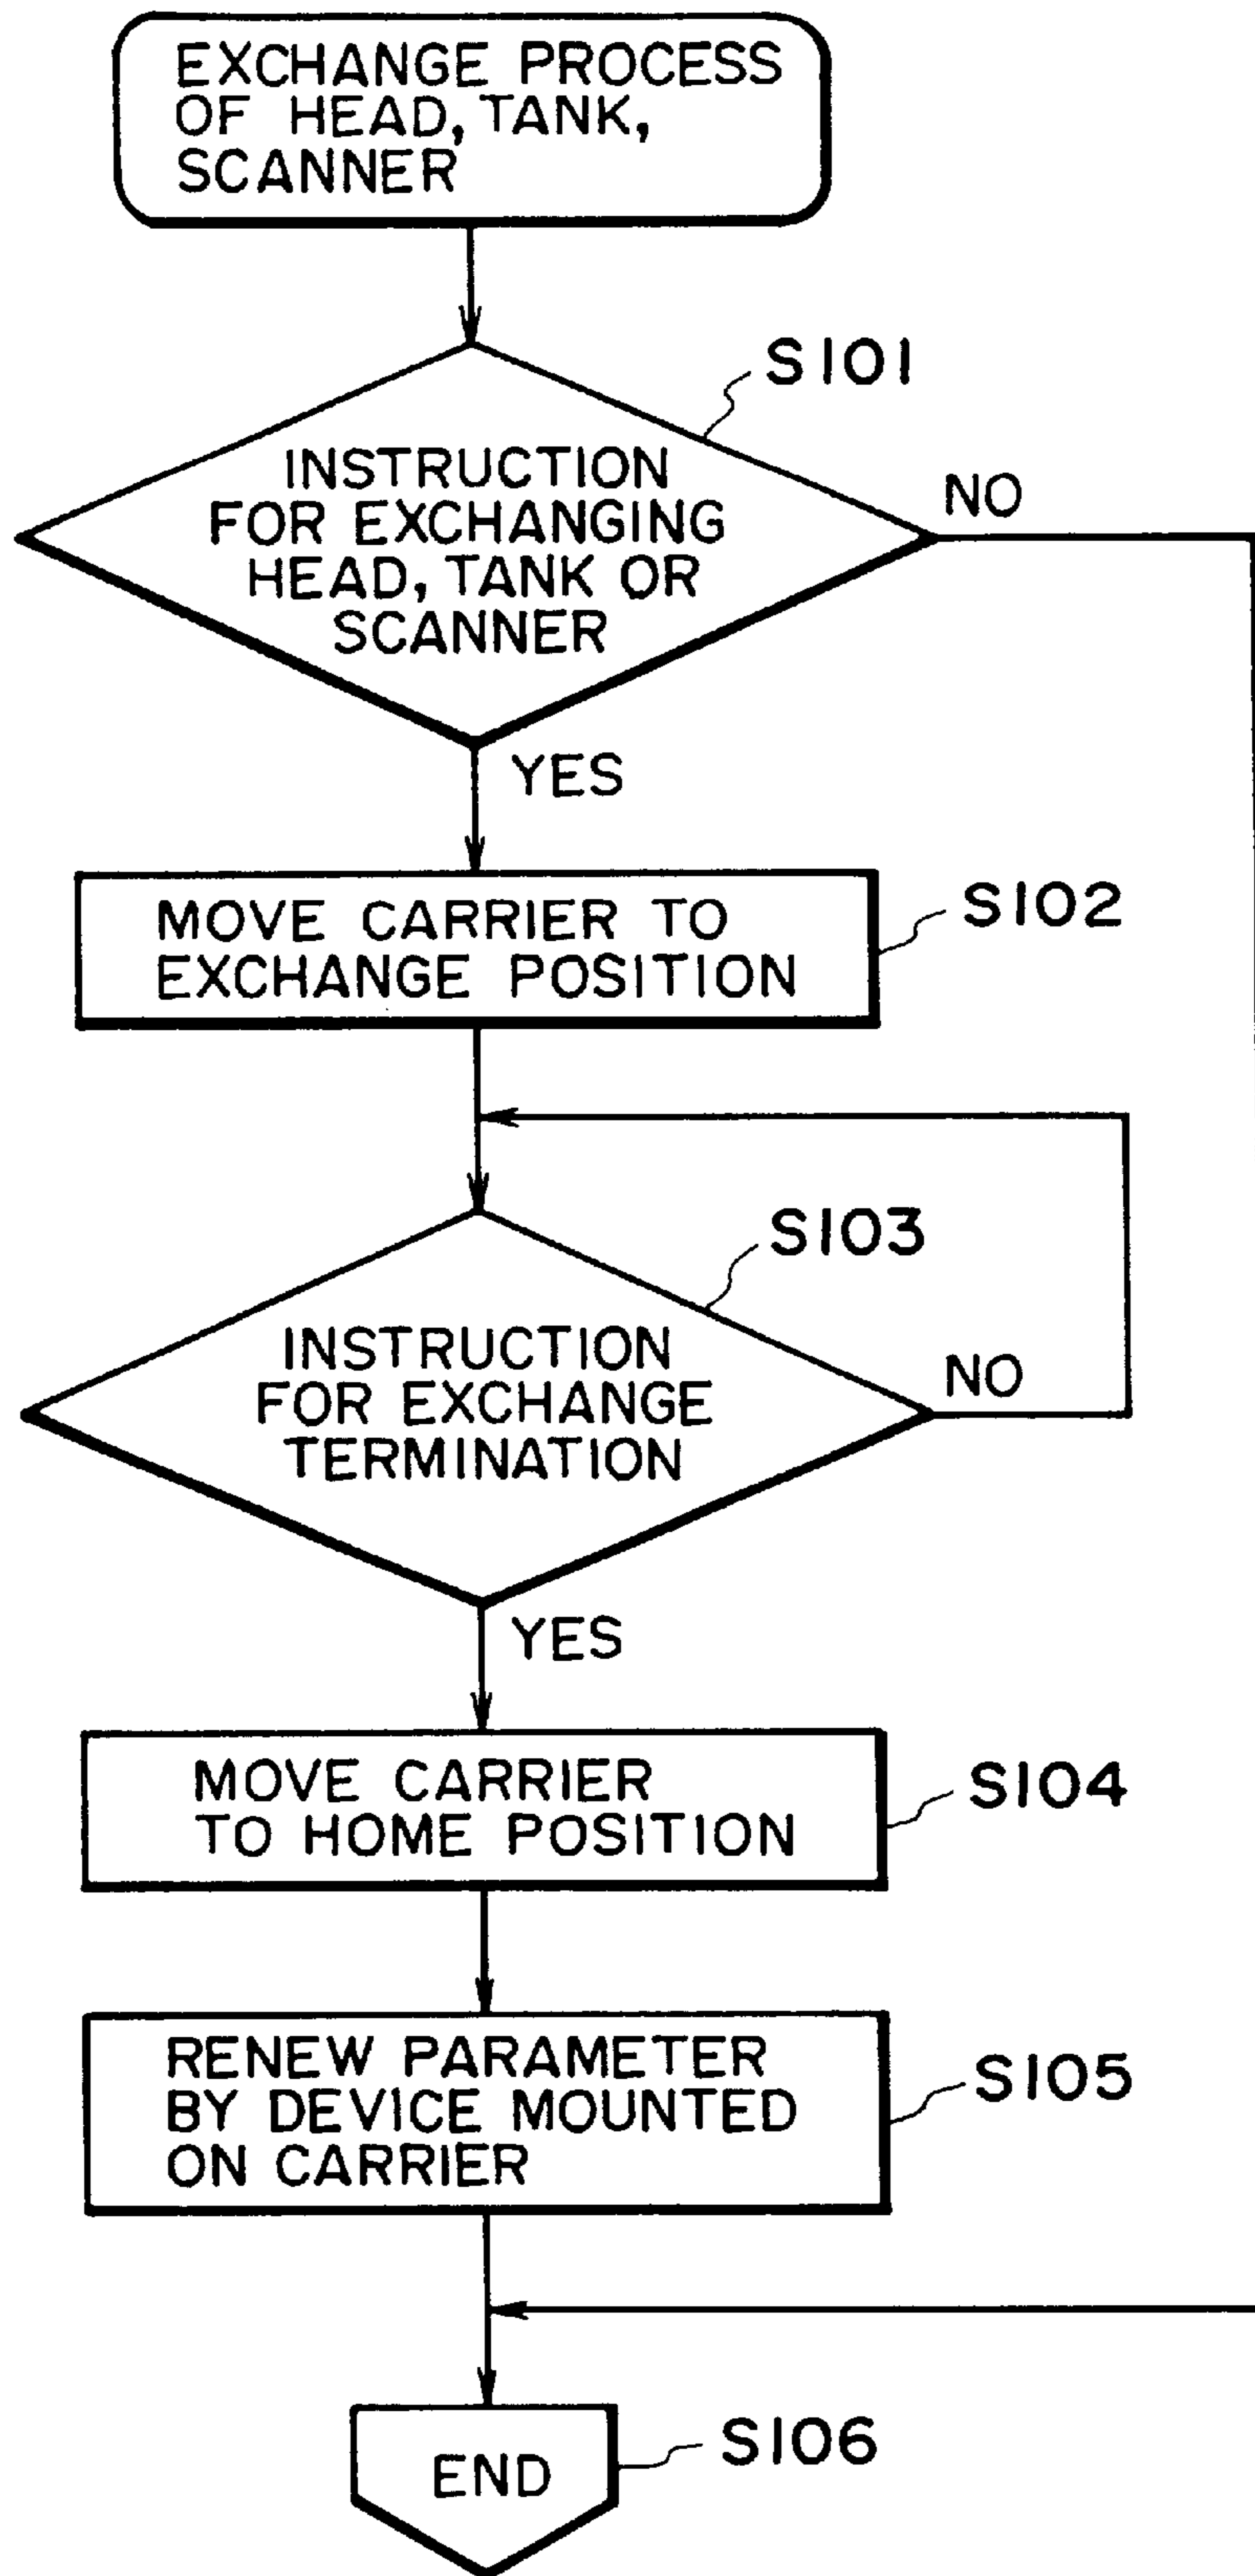 EXCHANGE PROCESS
OF HEAD, TANK,
SCANNER
S101
INSTRUCTION
FOR EXCHANGING
HEAD, TANK OR
SCANNER
NO
YES
S102
MOVE CARRIER TO
EXCHANGE POSITION
S103
INSTRUCTION
FOR EXCHANGE
TERMINATION
NO
YES
S104
MOVE CARRIER
TO HOME POSITION
S105
RENEW PARAMETER
BY DEVICE MOUNTED
ON CARRIER
S106
END